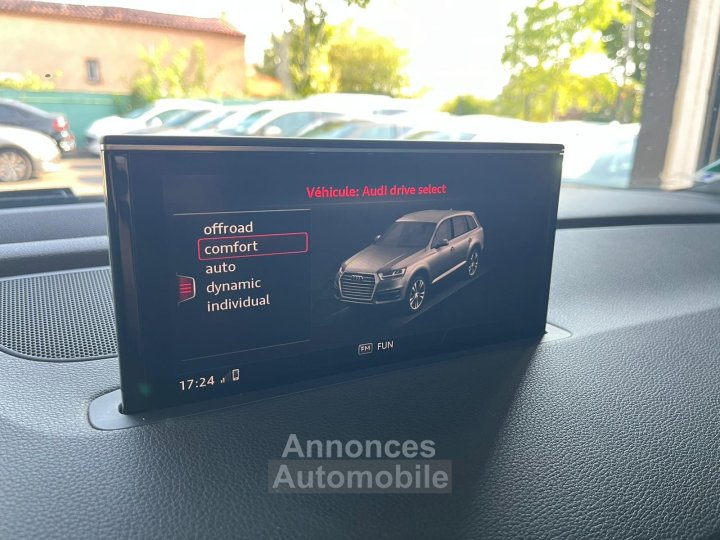 Véhicule: Audi drive select
offroad
comfort
auto
dynamic
individual
FM FUN
17:24
Annonces
Automobile